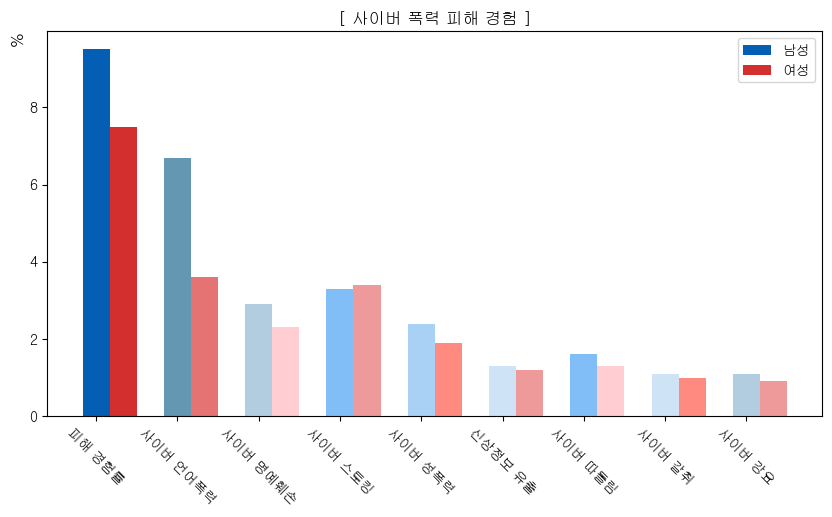 [ 사이버 폭력 피해 경험 ]
%
남성
여성
8
6
4
2
0
피해 경험률
사이버 언어폭력
사이버 명예훼손
사이버 스토킹
사이버 성폭력
신상정보 유출
사이버 따돌림
사이버 갈취
사이버 강요